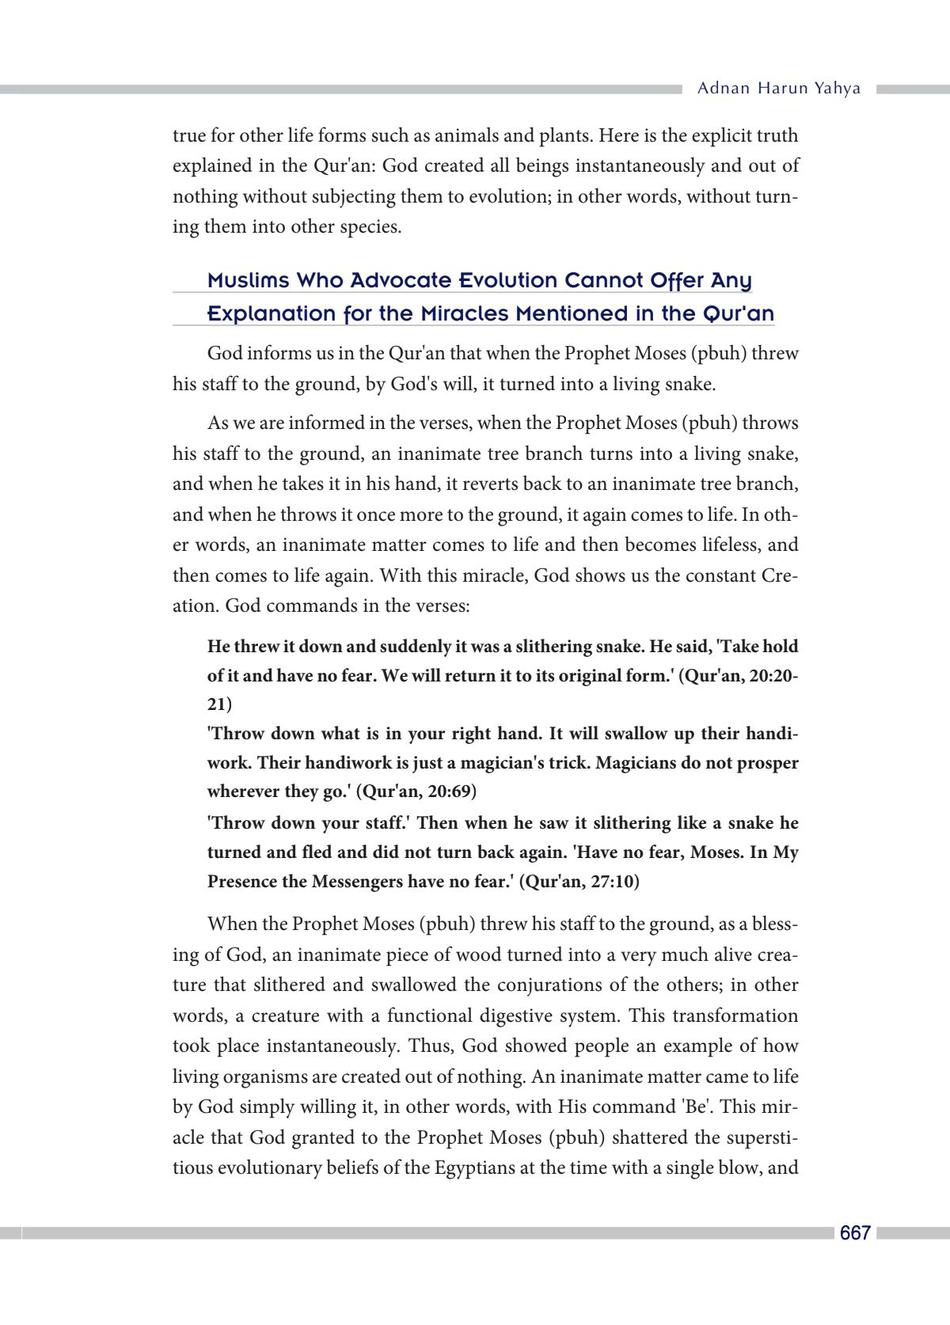 Adnan Harun Yahya
true for other life forms such as animals and plants. Here is the explicit truth
explained in the Qur'an: God created all beings instantaneously and out of
nothing without subjecting them to evolution; in other words, without turn-
ing them into other species.
Muslims Who Advocate Evolution Cannot Offer Any
Explanation for the Miracles Mentioned in the Qur'an
God informs us in the Qur'an that when the Prophet Moses (pbuh) threw
his staff to the ground, by God's will, it turned into a living snake.
As we are informed in the verses, when the Prophet Moses (pbuh) throws
his staff to the ground, an inanimate tree branch turns into a living snake,
and when he takes it in his hand, it reverts back to an inanimate tree branch,
and when he throws it once more to the ground, it again comes to life. In oth-
er words, an inanimate matter comes to life and then becomes lifeless, and
then comes to life again. With this miracle, God shows us the constant Cre-
ation. God commands in the verses:
He threw it down and suddenly it was a slithering snake. He said, 'Take hold
of it and have no fear. We will return it to its original form.' (Qur'an, 20:20-
21)
'Throw down what is in your right hand. It will swallow up their handi-
work. Their handiwork is just a magician's trick. Magicians do not prosper
wherever they go.' (Qur'an, 20:69)
'Throw down your staff.' Then when he saw it slithering like a snake he
turned and fled and did not turn back again. 'Have no fear, Moses. In My
Presence the Messengers have no fear.' (Qur'an, 27:10)
When the Prophet Moses (pbuh) threw his staff to the ground, as a bless-
ing of God, an inanimate piece of wood turned into a very much alive crea-
ture that slithered and swallowed the conjurations of the others; in other
words, a creature with a functional digestive system. This transformation
took place instantaneously. Thus, God showed people an example of how
living organisms are created out of nothing. An inanimate matter came to life
by God simply willing it, in other words, with His command 'Be'. This mir-
acle that God granted to the Prophet Moses (pbuh) shattered the supersti-
tious evolutionary beliefs of the Egyptians at the time with a single blow, and
667